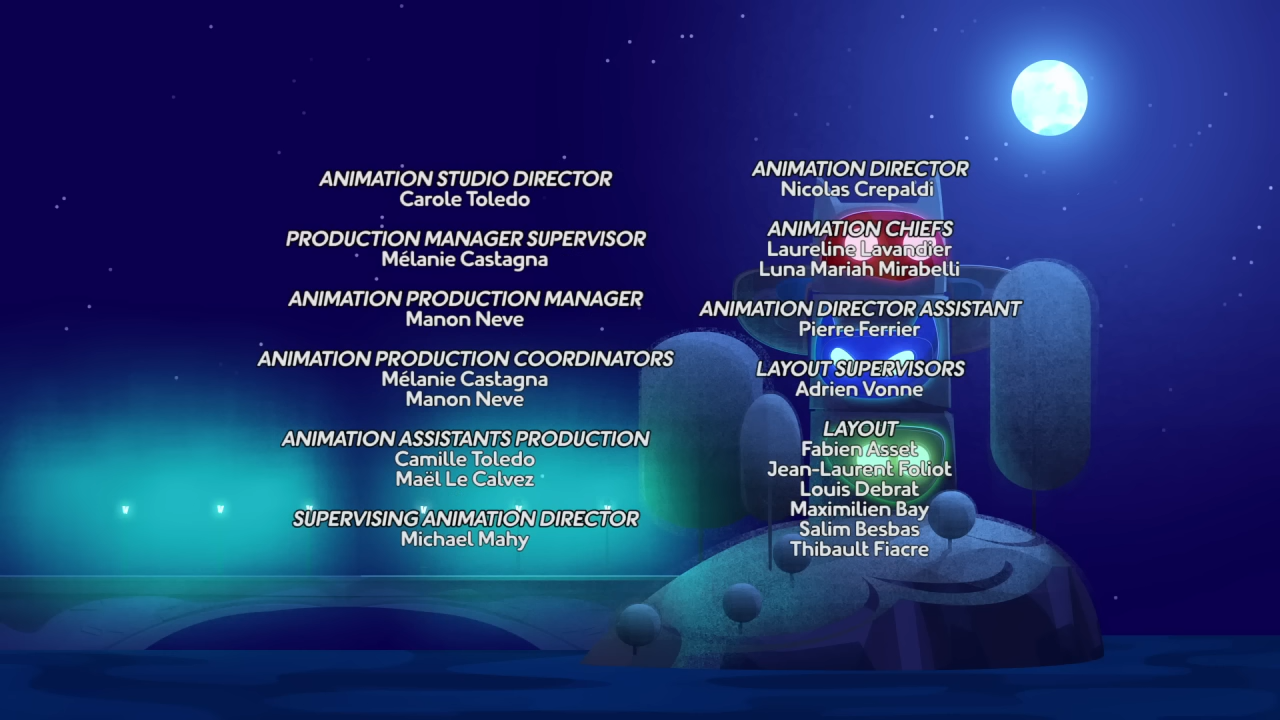 ANIMATION STUDIO DIRECTOR
Carole Toledo
PRODUCTION MANAGER SUPERVISOR
Mélanie Castagna
ANIMATION PRODUCTION MANAGER
Manon Neve
ANIMATION PRODUCTION COORDINATORS
Mélanie Castagna
Manon Neve
ANIMATION ASSISTANTS PRODUCTION
Camille Toledo
Maël Le Calvez
SUPERVISING ANIMATION DIRECTOR
Michael Mahy
ANIMATION DIRECTOR
Nicolas Crepaldi
ANIMATION CHIEFS
Laureline Lavandier
Luna Mariah Mirabelli
ANIMATION DIRECTOR ASSISTANT
Pierre Ferrier
LAYOUT SUPERVISORS
Adrien Vonne
LAYOUT
Fabien Asset
Jean-Laurent Foliot
Louis Debrat
Maximilien Bay
Salim Besbas
Thibault Fiacre